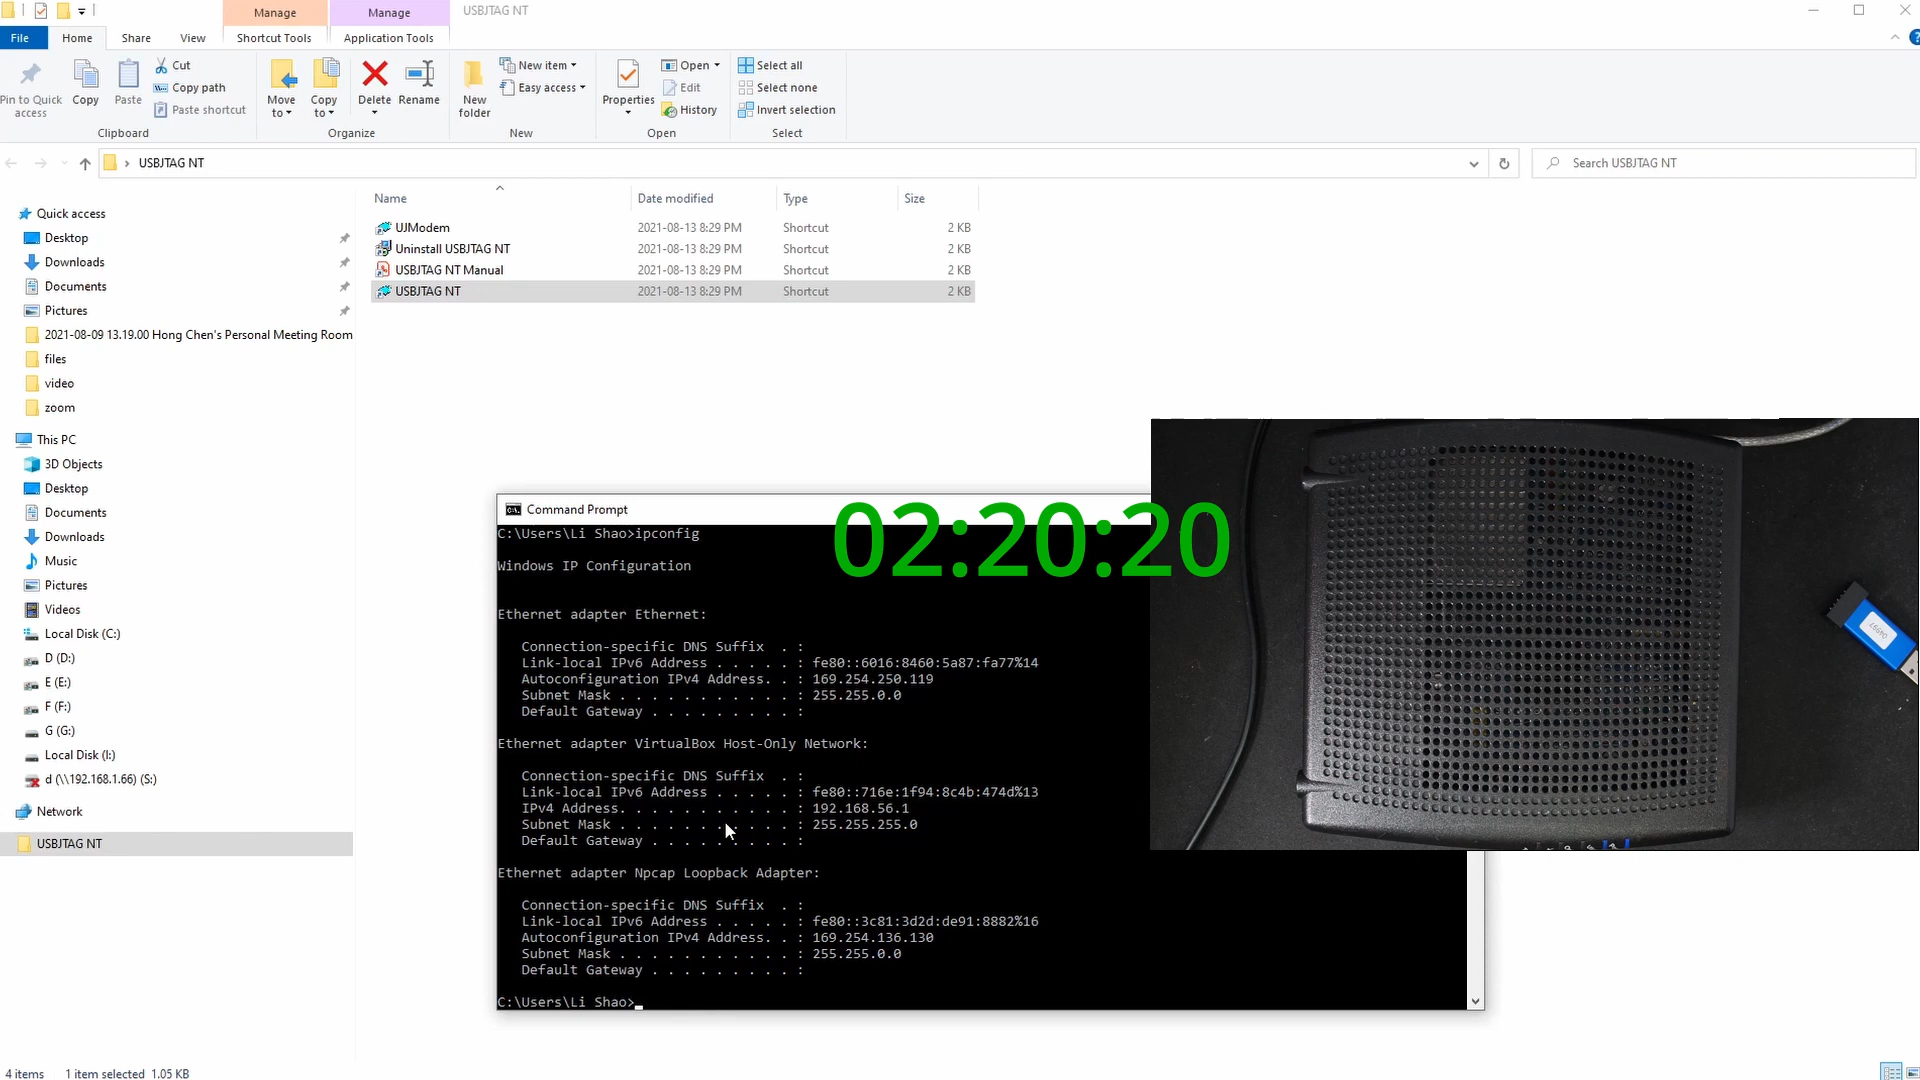 Manage
Manage
USBJTAG NT
File
Home
Share
View
Shortcut Tools
Application Tools
Pin to Quick access
Copy
Paste
Cut
Copy path
Paste shortcut
Clipboard
Move to
Copy to
Delete
Rename
Organize
New folder
New item
Easy access
New
Properties
Open
Edit
History
Open
Select all
Select none
Invert selection
Select
USBJTAG NT
Search USBJTAG NT
Name
Date modified
Type
Size
UJModem 2021-08-13 8:29 PM Shortcut 2 KB
Uninstall USBJTAG NT 2021-08-13 8:29 PM Shortcut 2 KB
USBJTAG NT Manual 2021-08-13 8:29 PM Shortcut 2 KB
USBJTAG NT 2021-08-13 8:29 PM Shortcut 2 KB
Quick access
Desktop
Downloads
Documents
Pictures
2021-08-09 13.19.00 Hong Chen's Personal Meeting Room
files
video
zoom
This PC
3D Objects
Desktop
Documents
Downloads
Music
Pictures
Videos
Local Disk (C:)
D (D:)
E (E:)
F (F:)
G (G:)
Local Disk (I:)
d (\\192.168.1.66) (S:)
Network
USBJTAG NT
Command Prompt
02:20:20
C:\Users\Li Shao>ipconfig
Windows IP Configuration
Ethernet adapter Ethernet:
Connection-specific DNS Suffix . :
Link-local IPv6 Address . . . . . : fe80::6016:8460:5a87:fa77%14
Autoconfiguration IPv4 Address. . : 169.254.250.119
Subnet Mask . . . . . . . . . . . : 255.255.0.0
Default Gateway . . . . . . . . . :
Ethernet adapter VirtualBox Host-Only Network:
Connection-specific DNS Suffix . :
Link-local IPv6 Address . . . . . : fe80::716e:1f94:8c4b:474d%13
IPv4 Address. . . . . . . . . . . : 192.168.56.1
Subnet Mask . . . . . . . . . . . : 255.255.255.0
Default Gateway . . . . . . . . . :
Ethernet adapter Npcap Loopback Adapter:
Connection-specific DNS Suffix . :
Link-local IPv6 Address . . . . . : fe80::3c81:3d2d:de91:8882%16
Autoconfiguration IPv4 Address. . : 169.254.136.130
Subnet Mask . . . . . . . . . . . : 255.255.0.0
Default Gateway . . . . . . . . . :
C:\Users\Li Shao>
4 items
1 item selected 1.05 KB